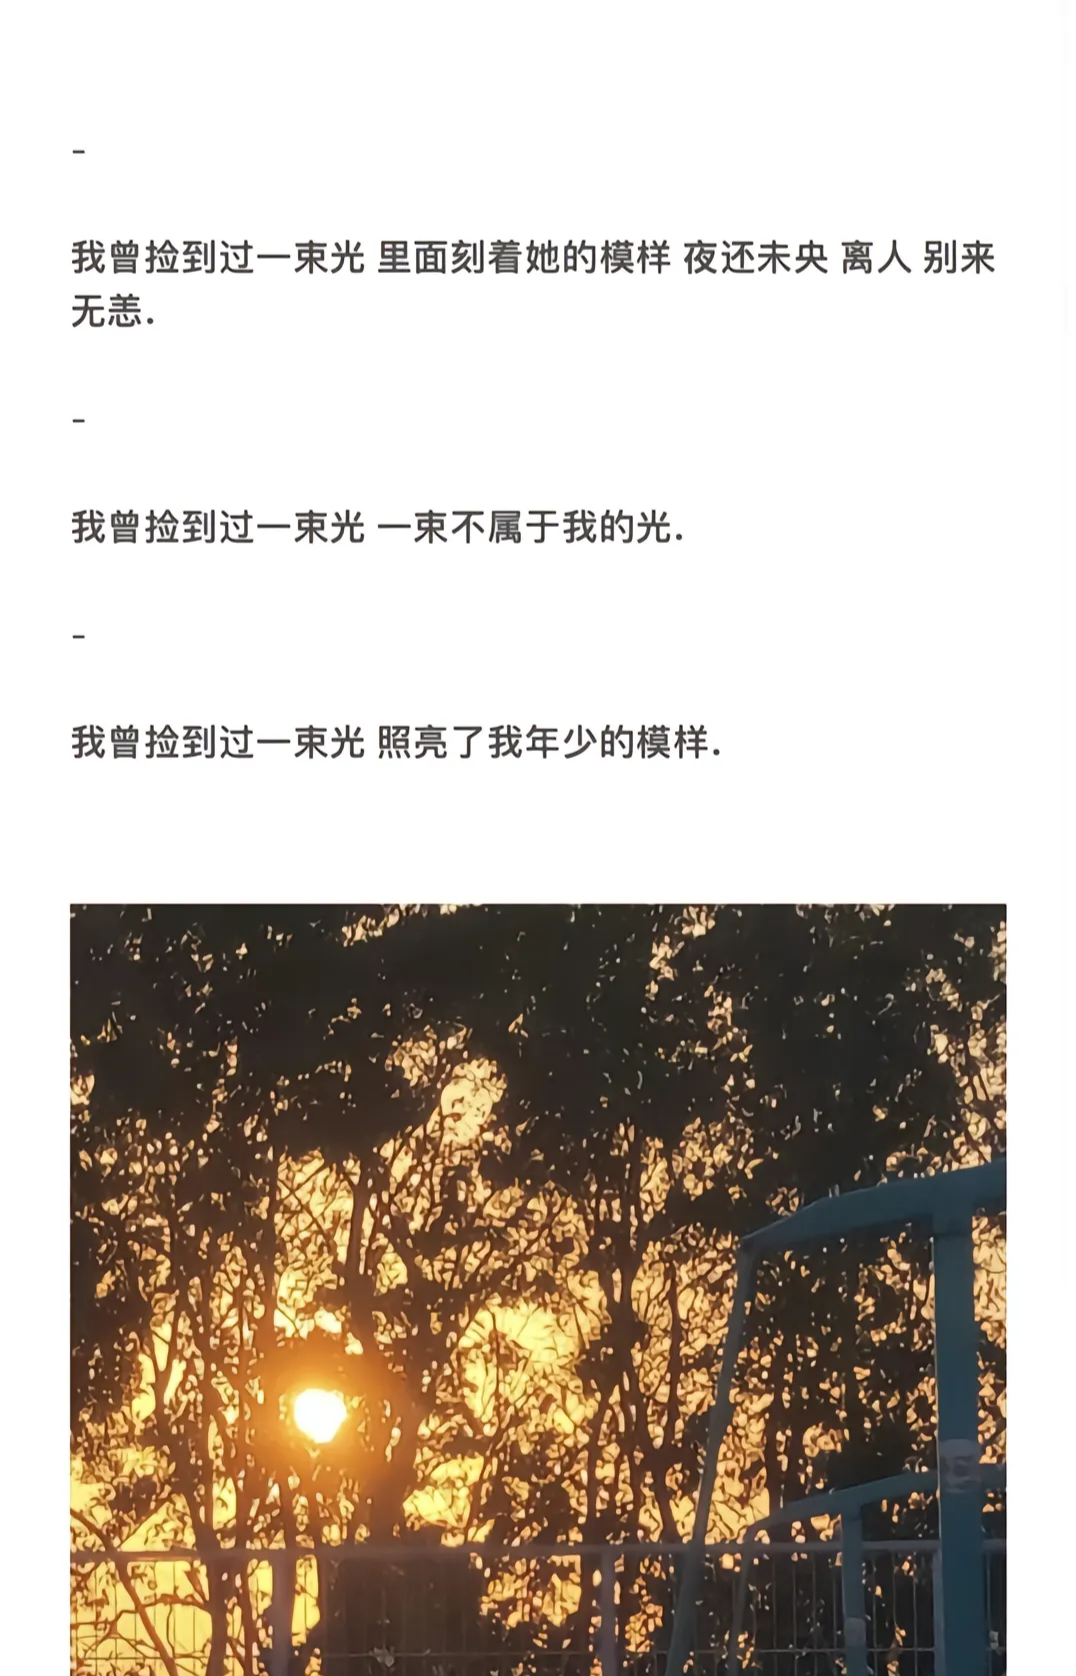 -
我曾捡到过一束光 里面刻着她的模样 夜还未央 离人 别来
无恙.
-
我曾捡到过一束光 一束不属于我的光.
-
我曾捡到过一束光 照亮了我年少的模样.